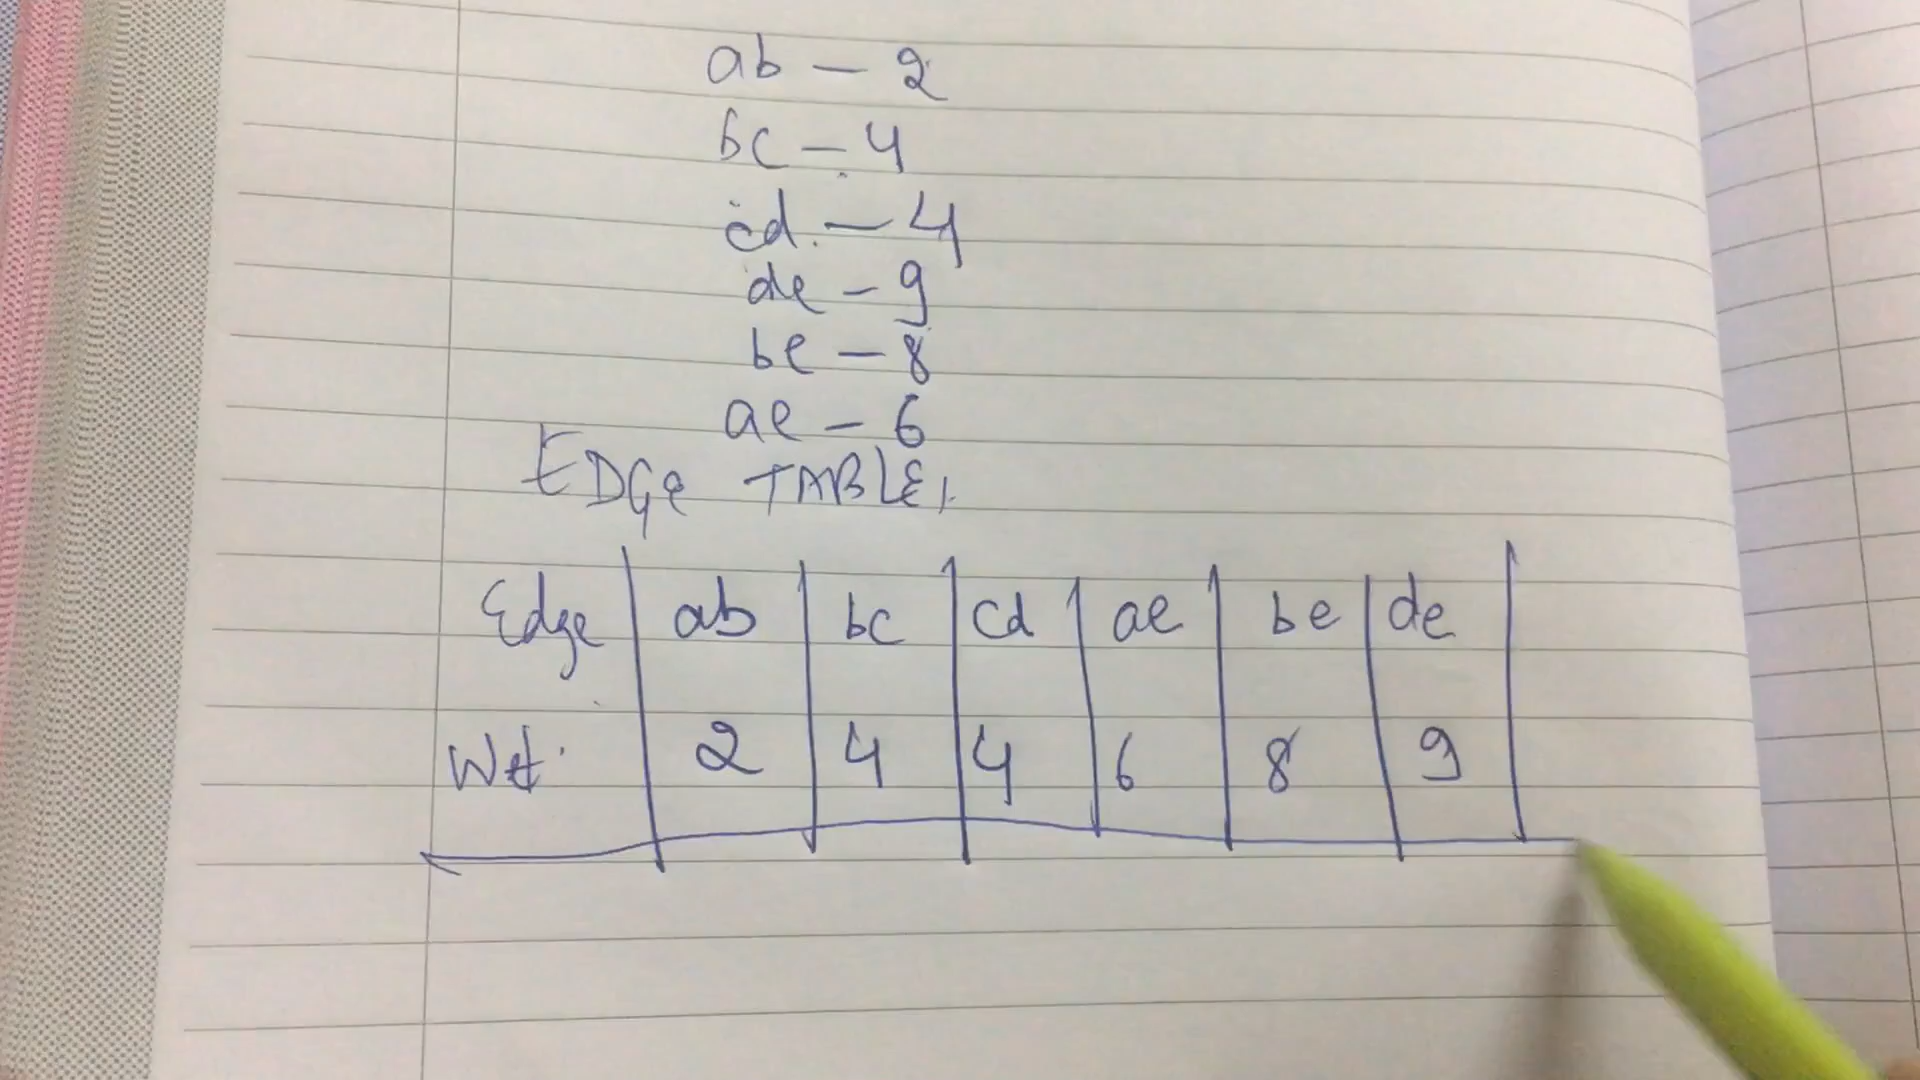 ab – 2
bc – 4
cd. – 4
de – 9
be – 8
ae – 6
EDGe TABLE,
Edge ab bc cd ae be de
Wt. 2 4 4 6 8 9